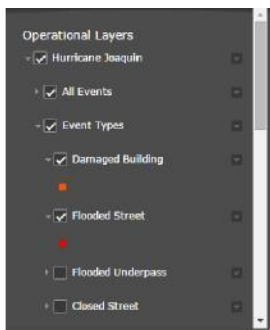 Operational Layers
Hurricane Joaquin
All Events
Event Types
Damaged Building
Flooded Street
Flooded Underpass
Closed Street